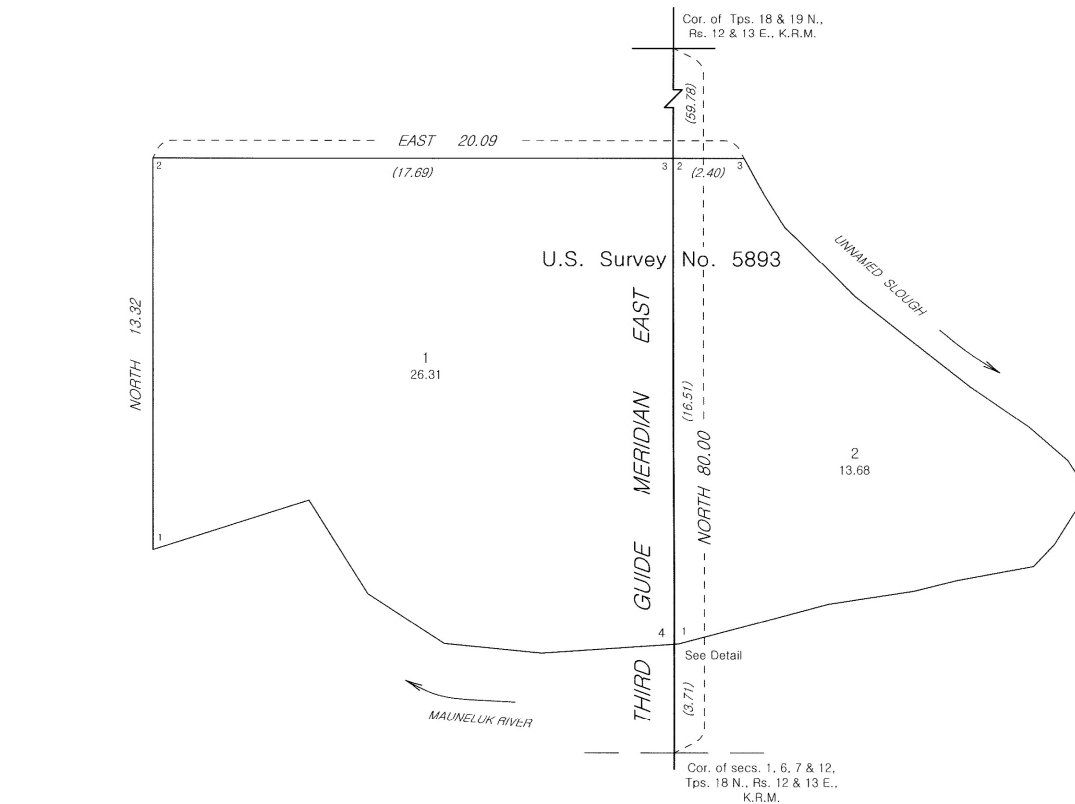 Cor. of Tps. 18 & 19 N.,
Rs. 12 & 13 E., K.R.M.
(59.78)
EAST 20.09
2
(17.69)
3
2
(2.40)
3
U.S. Survey No. 5893
UNNAMED SLOUGH
NORTH 13.32
1
26.31
THIRD GUIDE MERIDIAN EAST
(16.51)
NORTH 80.00
2
13.68
1
4
1
See Detail
(3.71)
MAUNELUK RIVER
Cor. of secs. 1, 6, 7 & 12,
Tps. 18 N., Rs. 12 & 13 E.,
K.R.M.